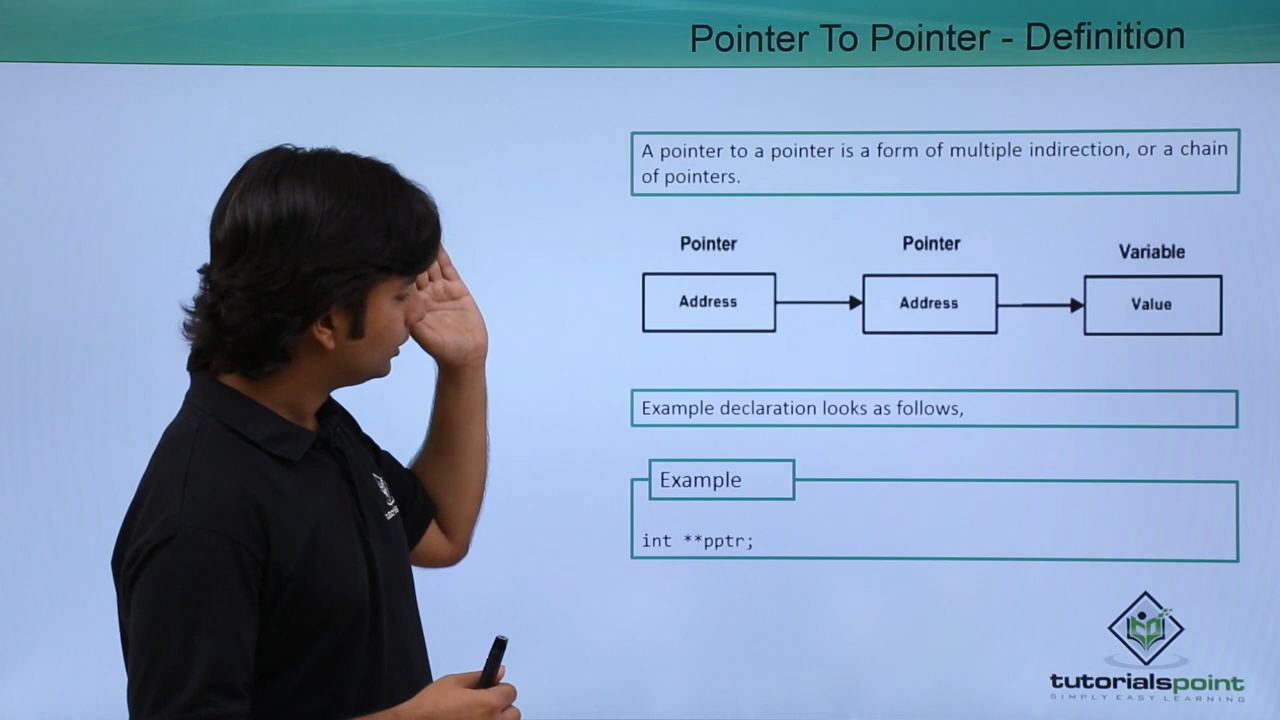 Pointer To Pointer - Definition
A pointer to a pointer is a form of multiple indirection, or a chain
of pointers.
Pointer Pointer Variable
Address Address Value
Example declaration looks as follows,
Example
int **pptr;
tutorialspoint
SIMPLY EASY LEARNING